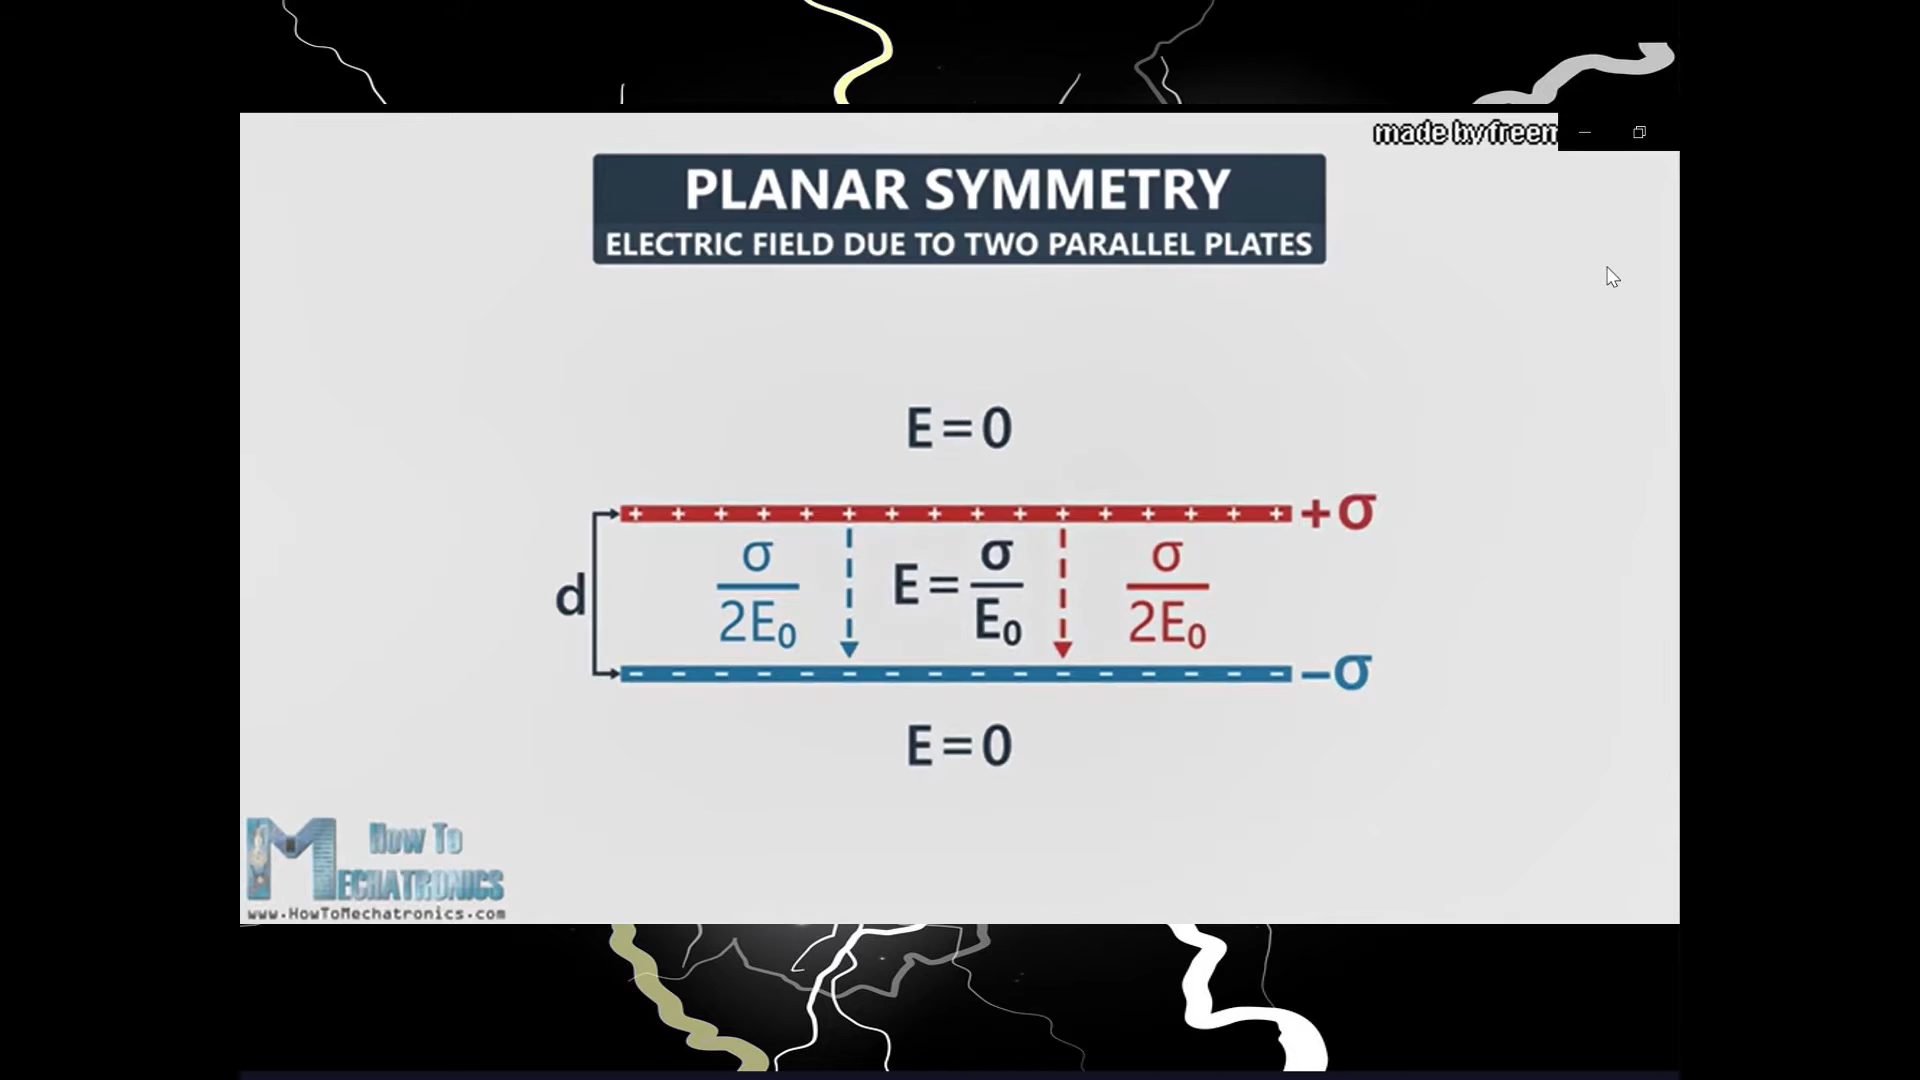 made by freem
PLANAR SYMMETRY
ELECTRIC FIELD DUE TO TWO PARALLEL PLATES
E = 0
+ + + + + + + + + + + + + + + +
+σ
d
σ
2E₀
E = σ
E₀
σ
2E₀
− − − − − − − − − − − − − − − −
−σ
E = 0
How To
MECHATRONICS
www.HowToMechatronics.com